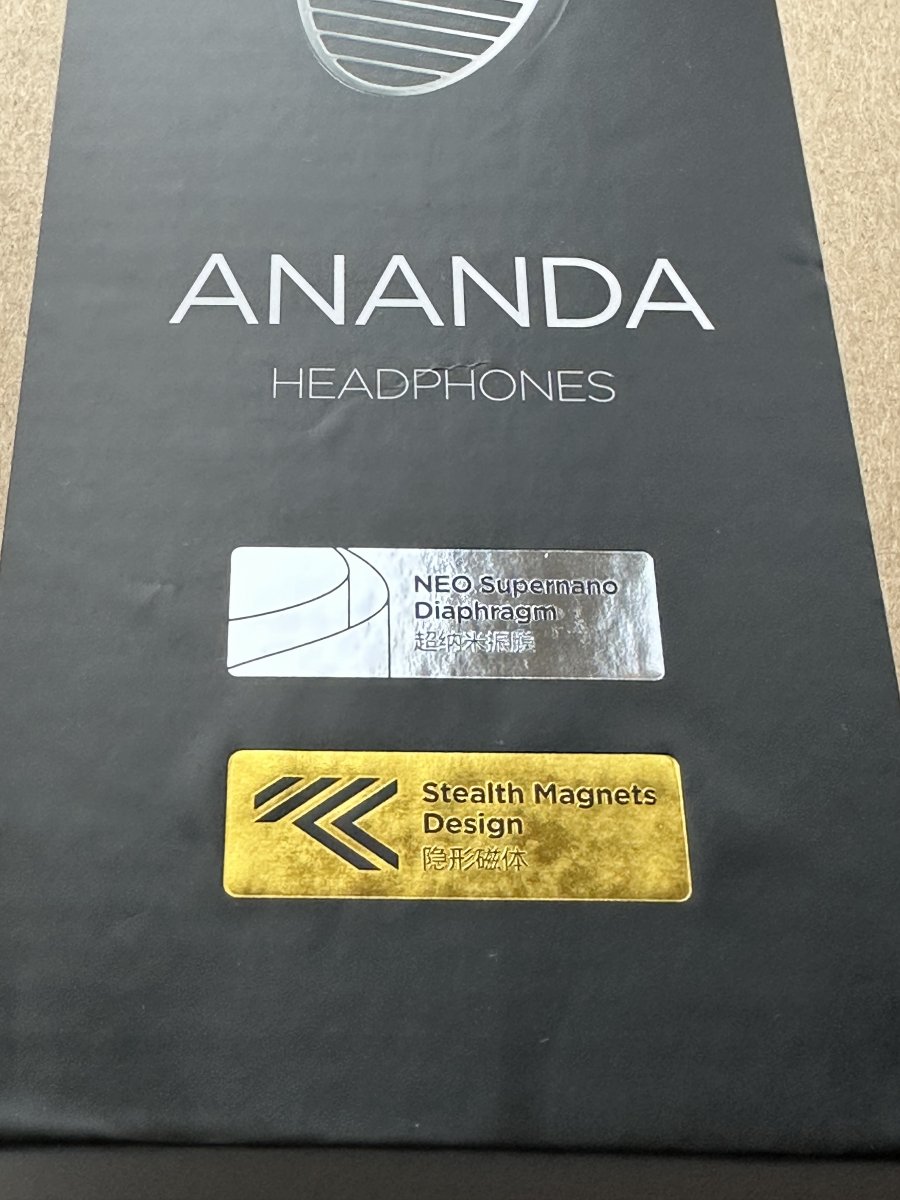 ANANDA
HEADPHONES
NEO Supernano
Diaphragm
超纳米振膜
Stealth Magnets
Design
隐形磁体